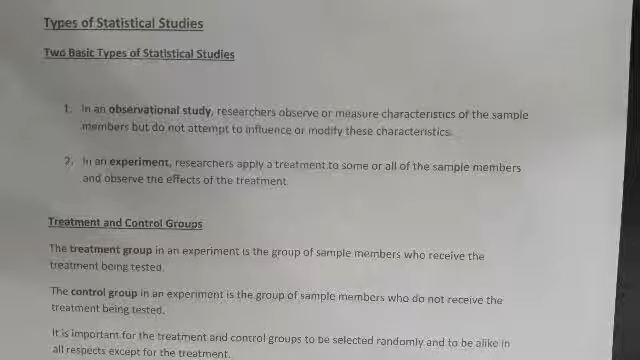 Types of Statistical Studies
Two Basic Types of Statistical Studies
1. In an observational study, researchers observe or measure characteristics of the sample
members but do not attempt to influence or modify these characteristics.
2. In an experiment, researchers apply a treatment to some or all of the sample members
and observe the effects of the treatment.
Treatment and Control Groups
The treatment group in an experiment is the group of sample members who receive the
treatment being tested.
The control group in an experiment is the group of sample members who do not receive the
treatment being tested.
It is important for the treatment and control groups to be selected randomly and to be alike in
all respects except for the treatment.